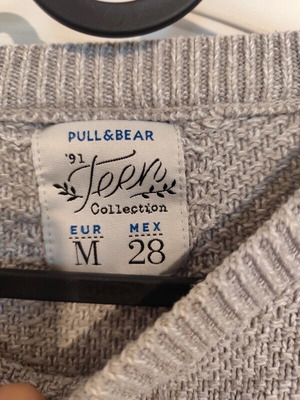 PULL&BEAR
'91
Teen
Collection
EUR MEX
M 28